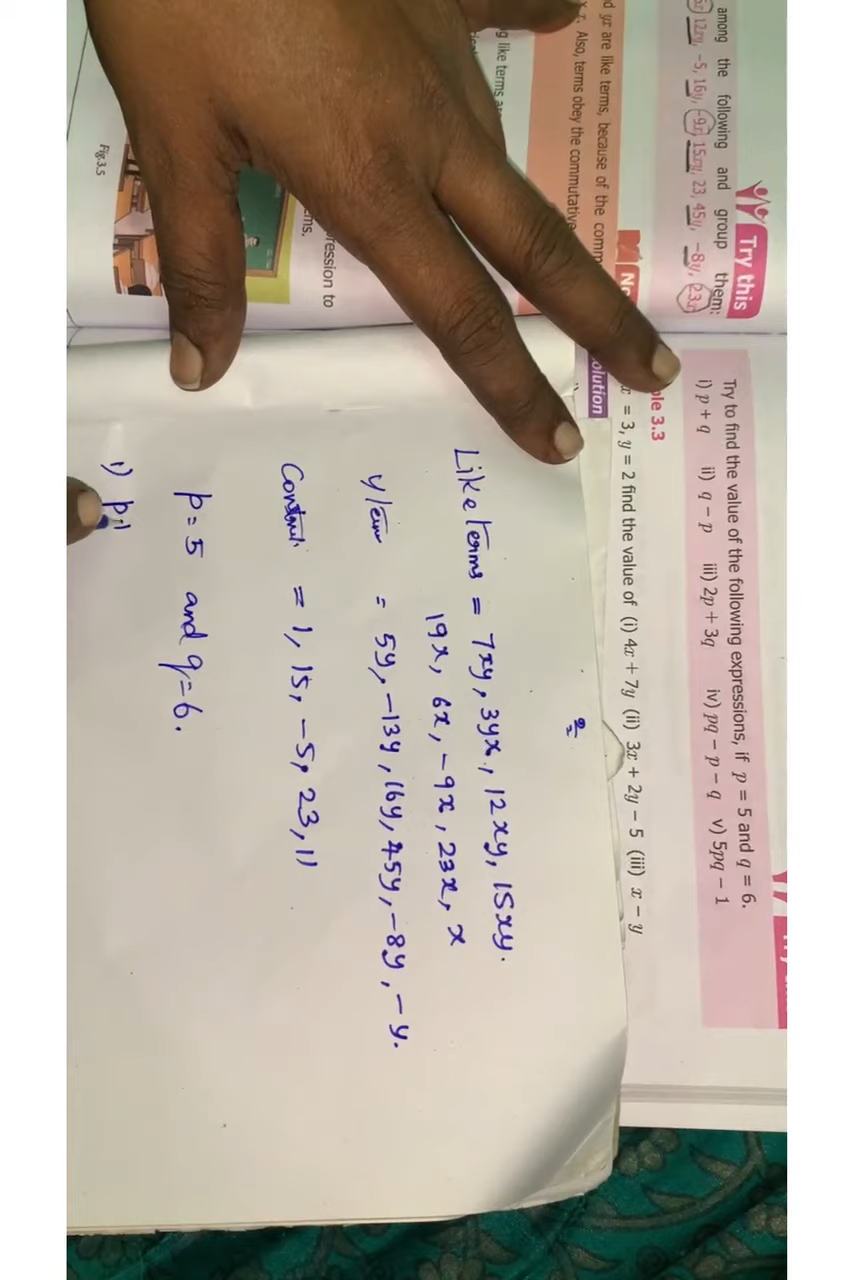 among the following and group them:
12xy, -5, 16y, -9x, 15xy, 23, 45y, -8y, 23x,
Try this
yx are like terms, because of the comm
Also, terms obey the commutative
g like terms
ression to
ms.
Fig.3.5
Try to find the value of the following expressions, if p = 5 and q = 6.
i) p + q ii) q - p iii) 2p + 3q iv) pq - p - q v) 5pq - 1
ple 3.3
x = 3, y = 2 find the value of (i) 4x + 7y (ii) 3x + 2y - 5 (iii) x - y
olution
Like terms = 7xy, 3yx, 12xy, 15xy.
19x, 6x, -9x, 23x, x
= 5y, -13y, 16y, 45y, -8y, -y.
= 1, 15, -5, 23, 11
p=5 and q=6.
1) p+